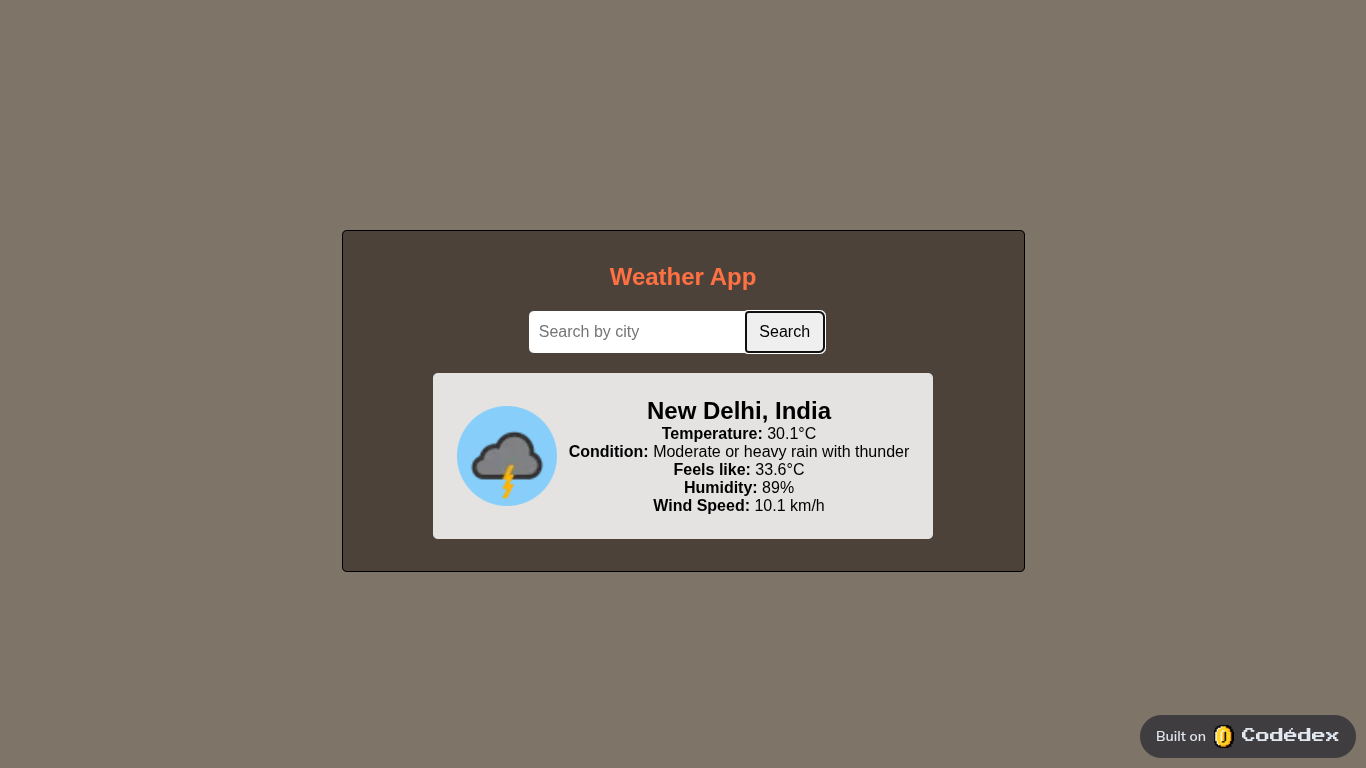 Weather App
Search by city
Search
New Delhi, India
Temperature: 30.1°C
Condition: Moderate or heavy rain with thunder
Feels like: 33.6°C
Humidity: 89%
Wind Speed: 10.1 km/h
Built on Codédex